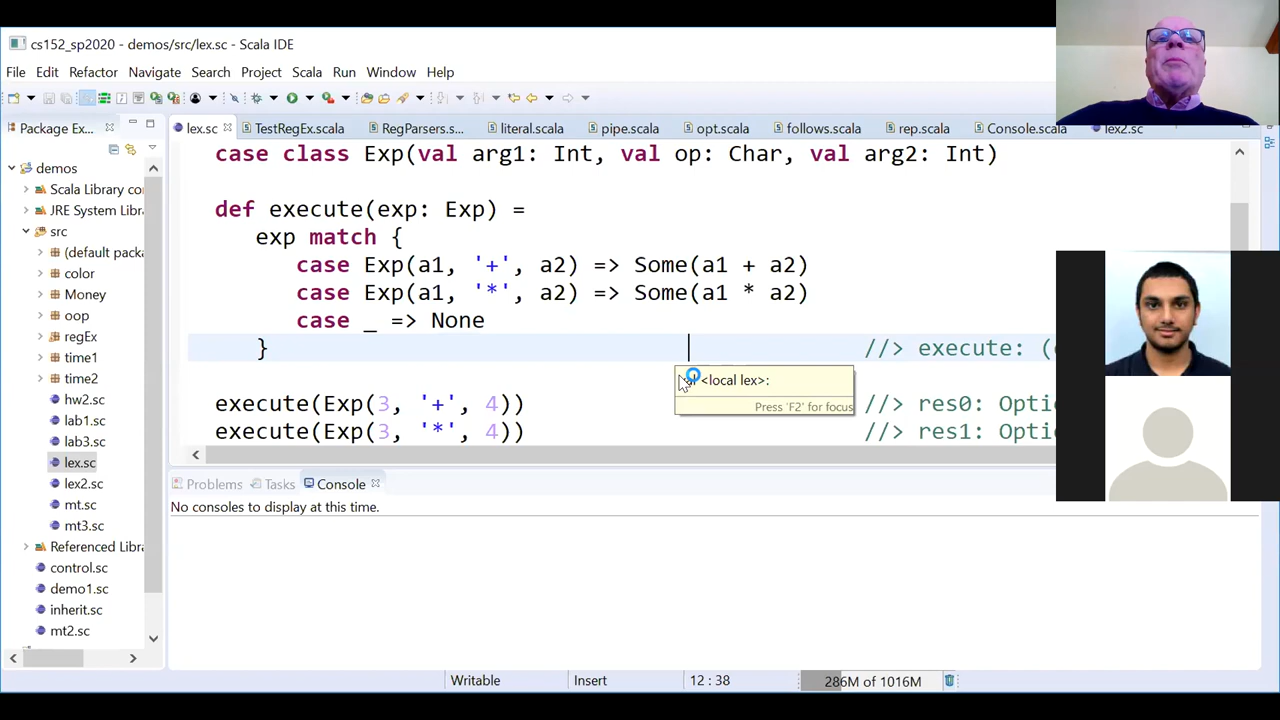 cs152_sp2020 - demos/src/lex.sc - Scala IDE
File Edit Refactor Navigate Search Project Scala Run Window Help
Package Ex...
lex.sc TestRegEx.scala RegParsers.s... literal.scala pipe.scala opt.scala follows.scala rep.scala Console.scala lex2.sc
demos
Scala Library co
JRE System Libr
src
(default packa
color
Money
oop
regEx
time1
time2
hw2.sc
lab1.sc
lab3.sc
lex.sc
lex2.sc
mt.sc
mt3.sc
Referenced Libr
control.sc
demo1.sc
inherit.sc
mt2.sc
case class Exp(val arg1: Int, val op: Char, val arg2: Int)
def execute(exp: Exp) =
exp match {
case Exp(a1, '+', a2) => Some(a1 + a2)
case Exp(a1, '*', a2) => Some(a1 * a2)
case _ => None
} //> execute: (
<local lex>:
Press 'F2' for focus
execute(Exp(3, '+', 4)) //> res0: Optio
execute(Exp(3, '*', 4)) //> res1: Optio
Problems Tasks Console
No consoles to display at this time.
Writable Insert 12 : 38 286M of 1016M